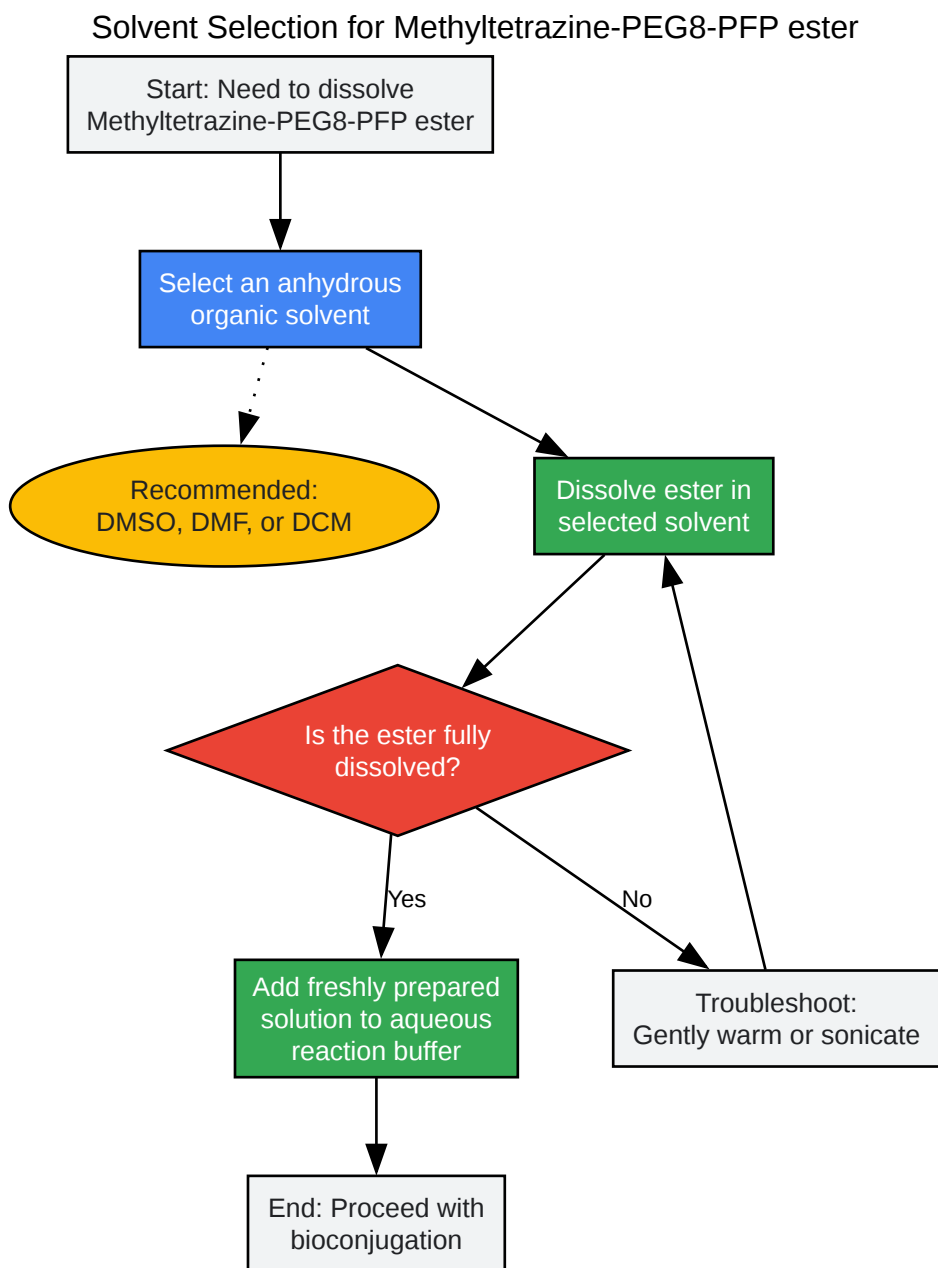 Solvent Selection for Methyltetrazine-PEG8-PFP ester
Start: Need to dissolve
Methyltetrazine-PEG8-PFP ester
Select an anhydrous
organic solvent
Recommended:
DMSO, DMF, or DCM
Dissolve ester in
selected solvent
Is the ester fully
dissolved?
Yes
No
Add freshly prepared
solution to aqueous
reaction buffer
Troubleshoot:
Gently warm or sonicate
End: Proceed with
bioconjugation